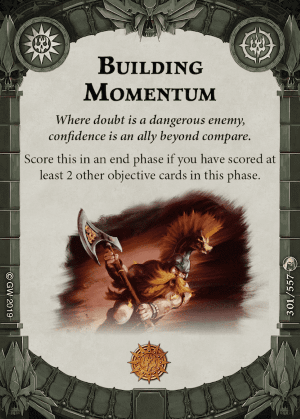 BUILDING
MOMENTUM
Where doubt is a dangerous enemy,
confidence is an ally beyond compare.
Score this in an end phase if you have scored at
least 2 other objective cards in this phase.
© GW 2019
301/557